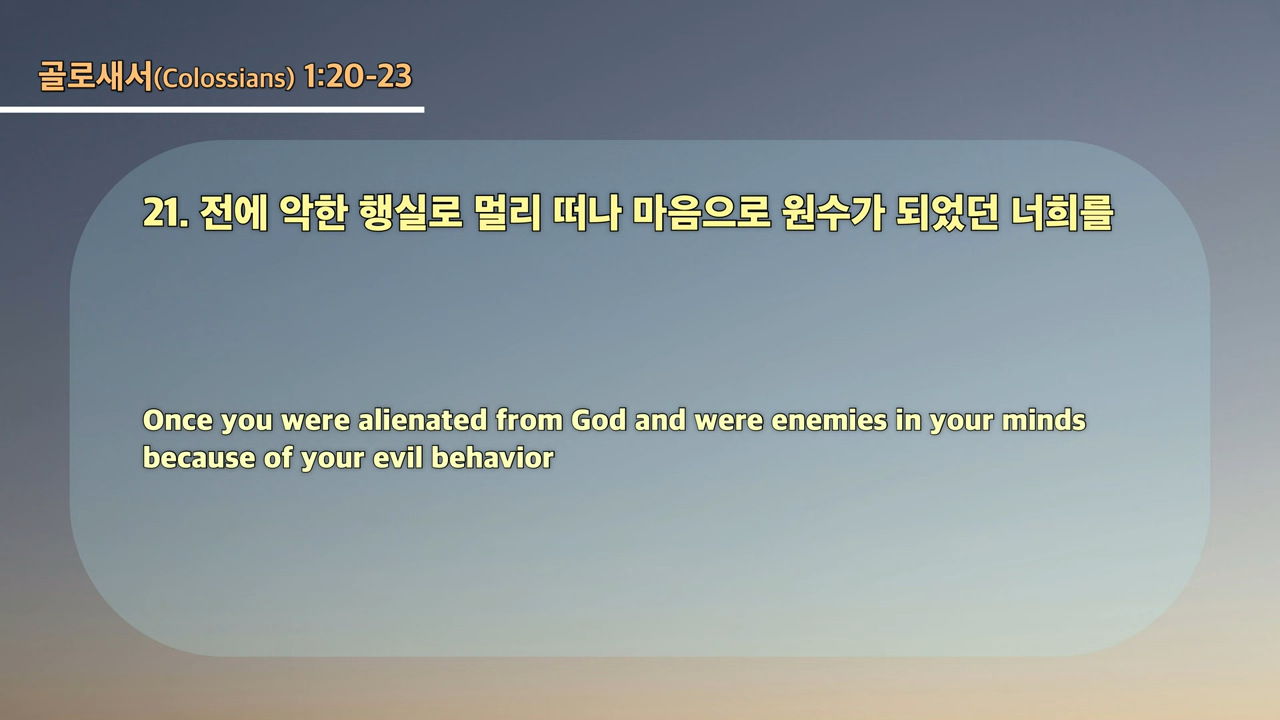 골로새서(Colossians) 1:20-23
21. 전에 악한 행실로 멀리 떠나 마음으로 원수가 되었던 너희를
Once you were alienated from God and were enemies in your minds
because of your evil behavior